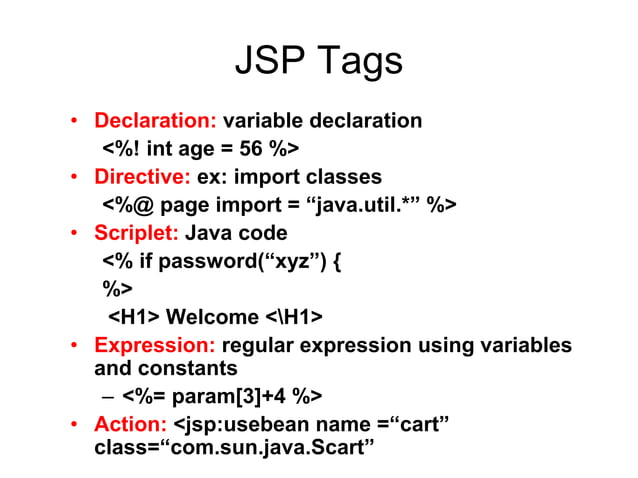 JSP Tags
• Declaration: variable declaration
<%! int age = 56 %>
• Directive: ex: import classes
<%@ page import = “java.util.*” %>
• Scriplet: Java code
<% if password(“xyz”) {
%>
<H1> Welcome <\H1>
• Expression: regular expression using variables
and constants
– <%= param[3]+4 %>
• Action: <jsp:usebean name =“cart”
class=“com.sun.java.Scart”